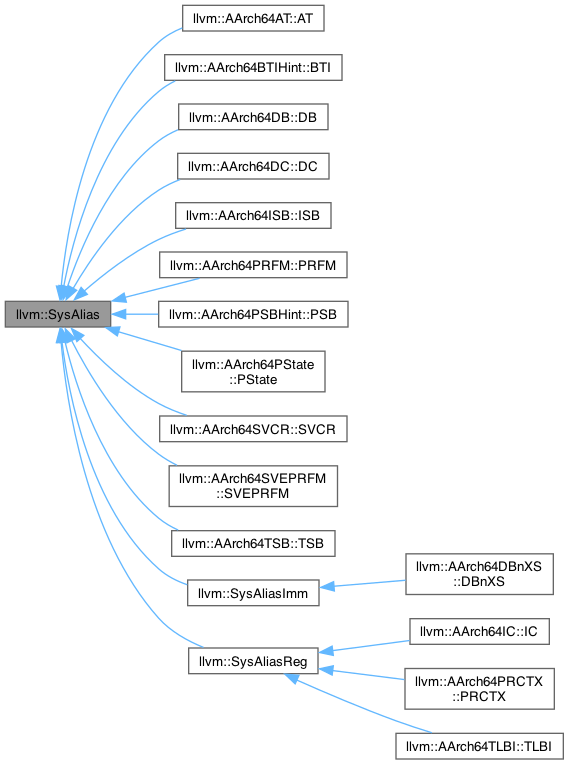 llvm::AArch64AT::AT
llvm::AArch64BTIHint::BTI
llvm::AArch64DB::DB
llvm::AArch64DC::DC
llvm::AArch64ISB::ISB
llvm::AArch64PRFM::PRFM
llvm::SysAlias
llvm::AArch64PSBHint::PSB
llvm::AArch64PState
::PState
llvm::AArch64SVCR::SVCR
llvm::AArch64SVEPRFM
::SVEPRFM
llvm::AArch64TSB::TSB
llvm::SysAliasImm
llvm::AArch64DBnXS
::DBnXS
llvm::AArch64IC::IC
llvm::SysAliasReg
llvm::AArch64PRCTX
::PRCTX
llvm::AArch64TLBI::TLBI